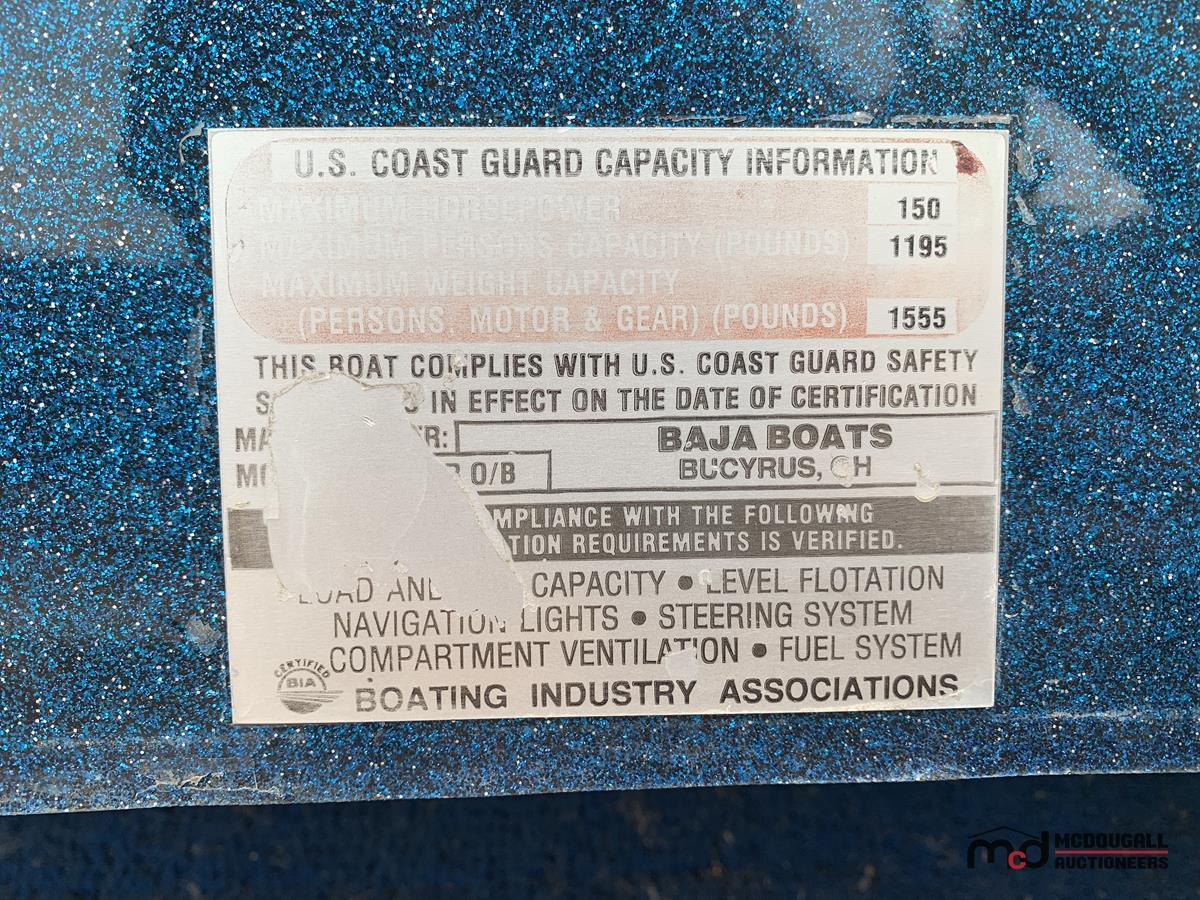 U.S. COAST GUARD CAPACITY INFORMATION
MAXIMUM HORSEPOWER 150
MAXIMUM PERSONS CAPACITY (POUNDS) 1195
MAXIMUM WEIGHT CAPACITY
(PERSONS, MOTOR & GEAR) (POUNDS) 1555
THIS BOAT COMPLIES WITH U.S. COAST GUARD SAFETY
IN EFFECT ON THE DATE OF CERTIFICATION
BAJA BOATS
O/B BUCYRUS, OH
MPLIANCE WITH THE FOLLOWING
TION REQUIREMENTS IS VERIFIED.
LOAD AND CAPACITY • LEVEL FLOTATION
NAVIGATION LIGHTS • STEERING SYSTEM
COMPARTMENT VENTILATION • FUEL SYSTEM
CERTIFIED
BIA
BOATING INDUSTRY ASSOCIATIONS
mcd MCDOUGALL
AUCTIONEERS